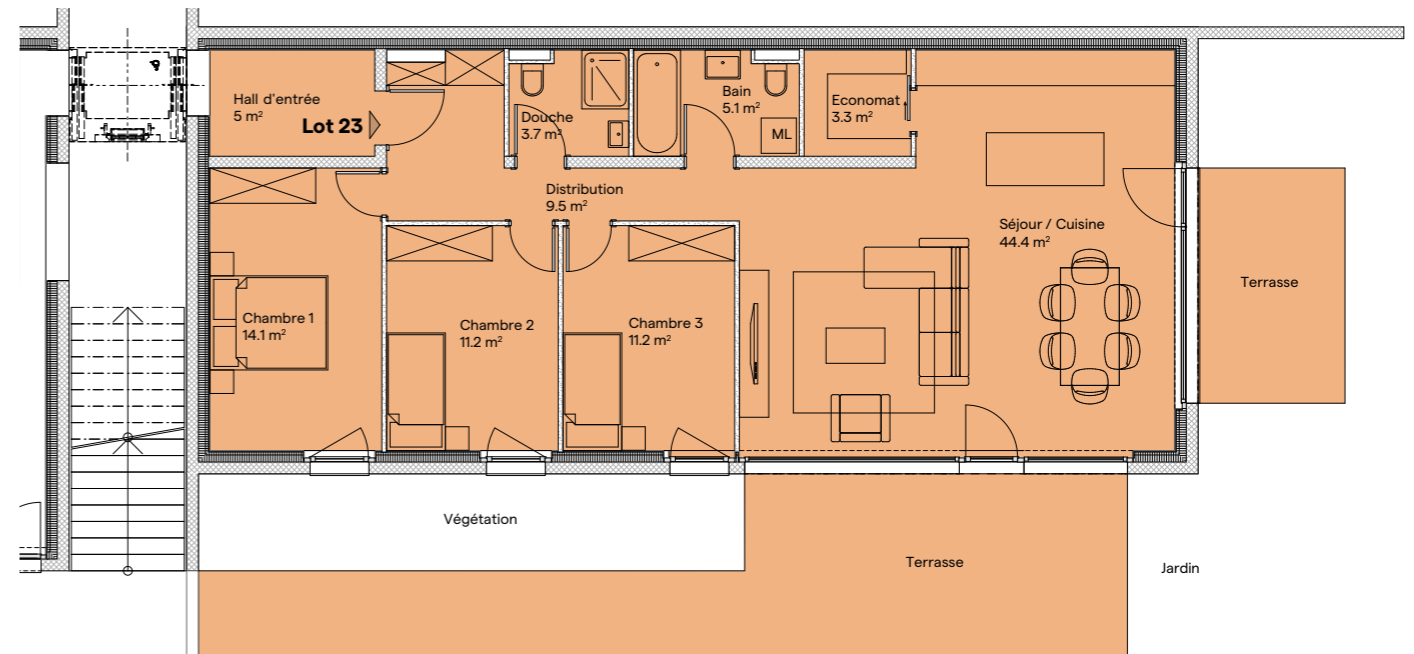 Hall d'entrée
5 m²
Lot 23
Douche
3.7 m²
Bain
5.1 m²
ML
Economat
3.3 m²
Distribution
9.5 m²
Séjour / Cuisine
44.4 m²
Terrasse
Chambre 1
14.1 m²
Chambre 2
11.2 m²
Chambre 3
11.2 m²
Végétation
Terrasse
Jardin